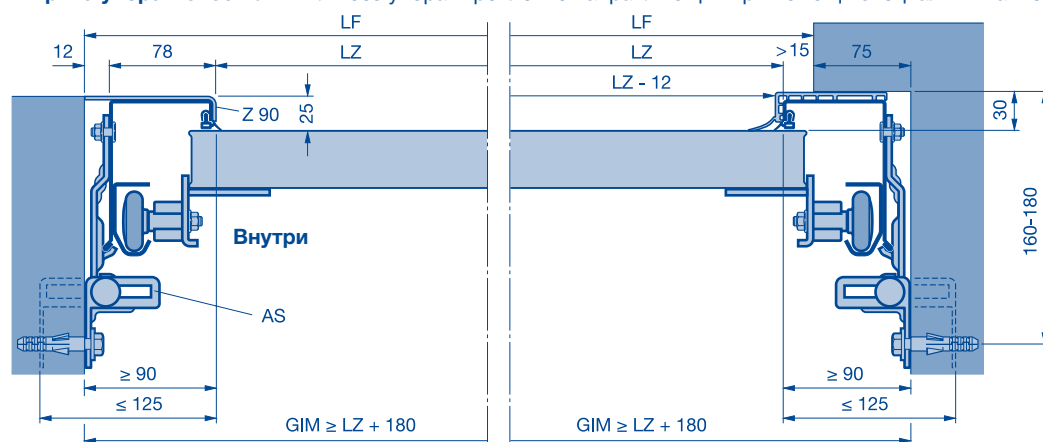 LF LF
12 78 LZ LZ >15 75
LZ - 12
Z 90 25 30
160-180
Внутри
AS
≥ 90 ≥ 90
≤ 125 ≤ 125
GIM ≥ LZ + 180 GIM ≥ LZ + 180